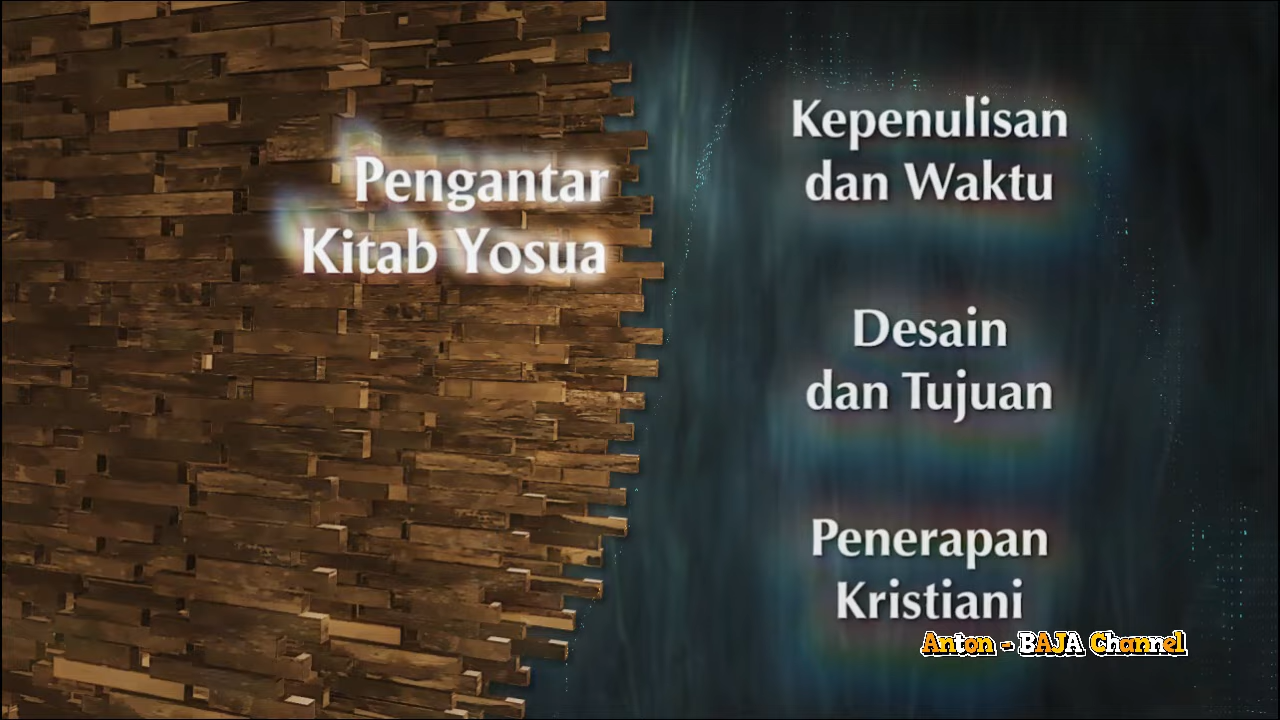 Pengantar
Kitab Yosua
Kepenulisan
dan Waktu
Desain
dan Tujuan
Penerapan
Kristiani
Anton - BAJA Channel